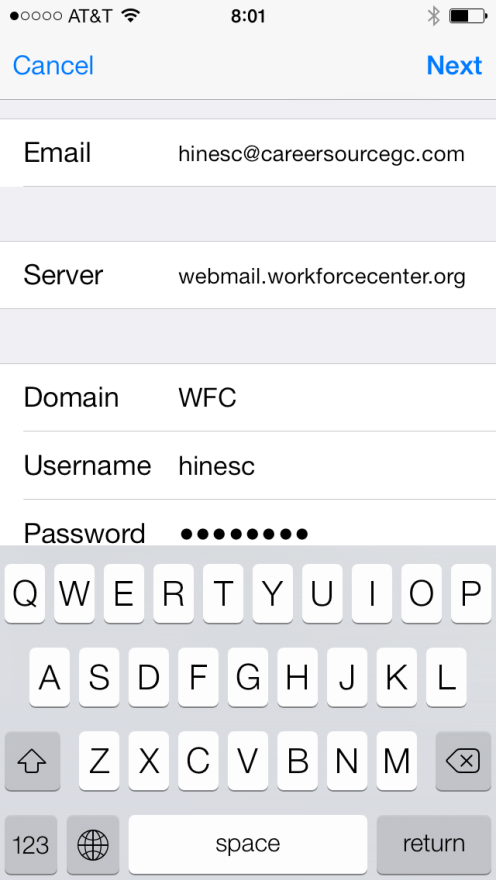 AT&T 8:01
Cancel Next
Email hinesc@careersourcegc.com
Server webmail.workforcecenter.org
Domain WFC
Username hinesc
Password ●●●●●●●●
Q W E R T Y U I O P
A S D F G H J K L
Z X C V B N M
123 space return